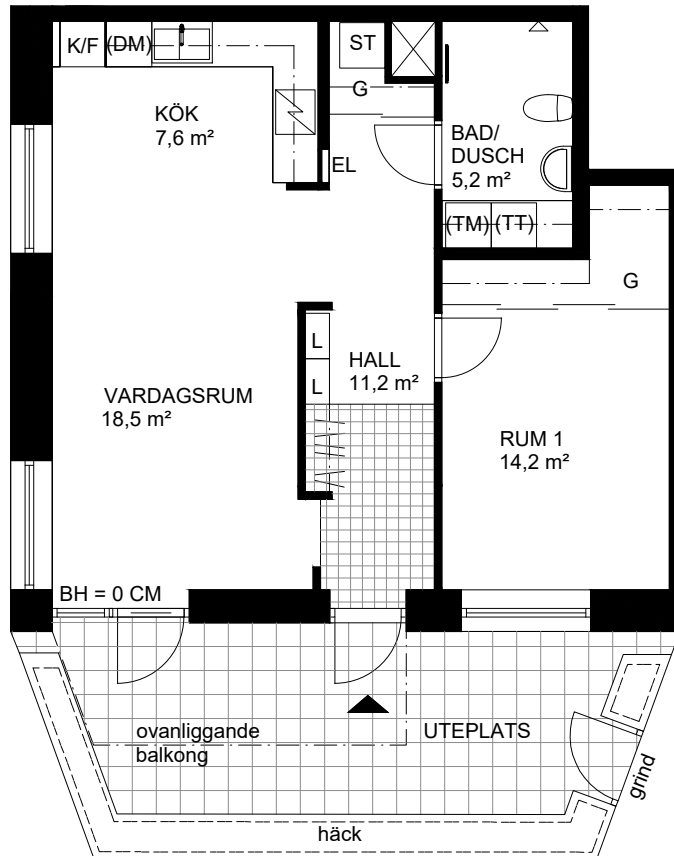 K/F
(DM)
ST
G
KÖK
7,6 m²
BAD/
DUSCH
5,2 m²
EL
(TM)
(TT)
G
L
L
HALL
11,2 m²
VARDAGSRUM
18,5 m²
RUM 1
14,2 m²
BH = 0 CM
ovanliggande
balkong
UTEPLATS
grind
häck